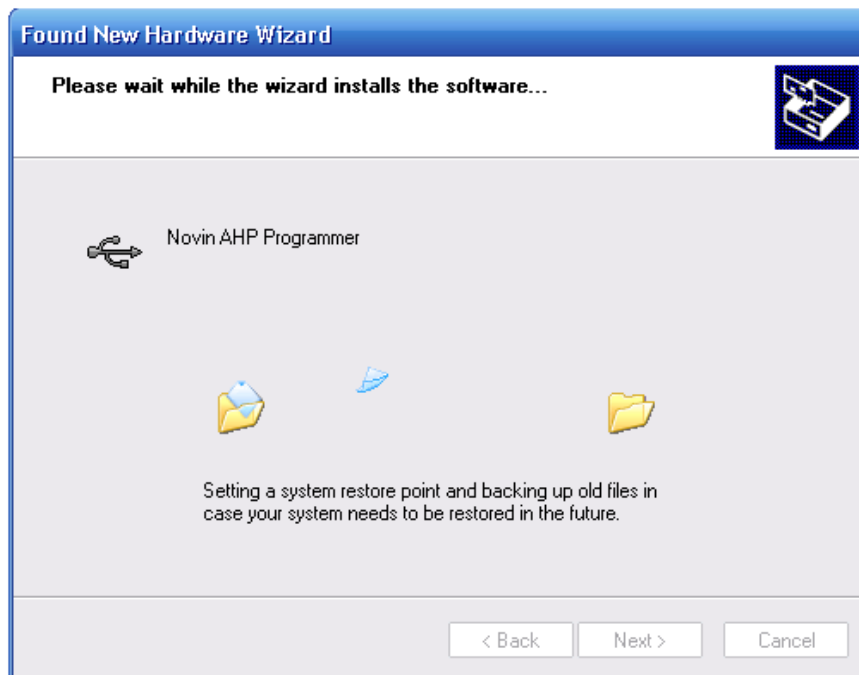 Found New Hardware Wizard
Please wait while the wizard installs the software...
Novin AHP Programmer
Setting a system restore point and backing up old files in
case your system needs to be restored in the future.
< Back
Next >
Cancel